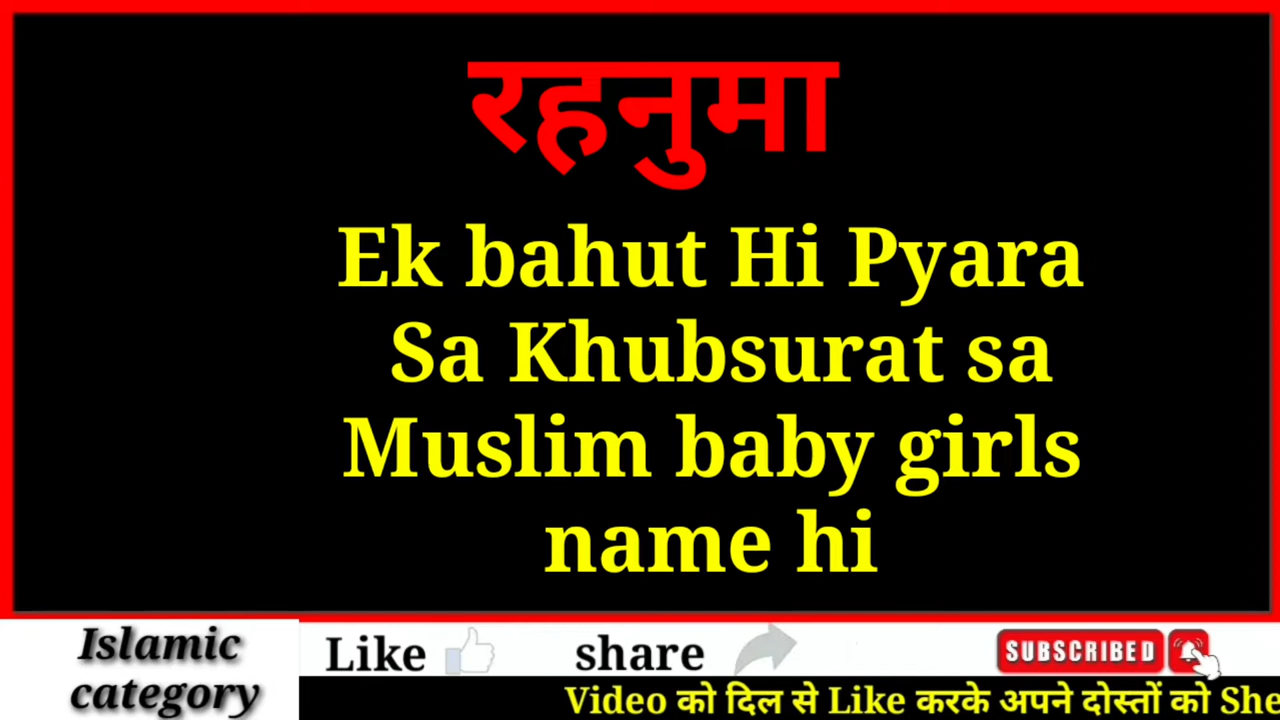 रहनुमा
Ek bahut Hi Pyara
Sa Khubsurat sa
Muslim baby girls
name hi
Islamic
category
Like
share
SUBSCRIBED
Video को दिल से Like करके अपने दोस्तों को She